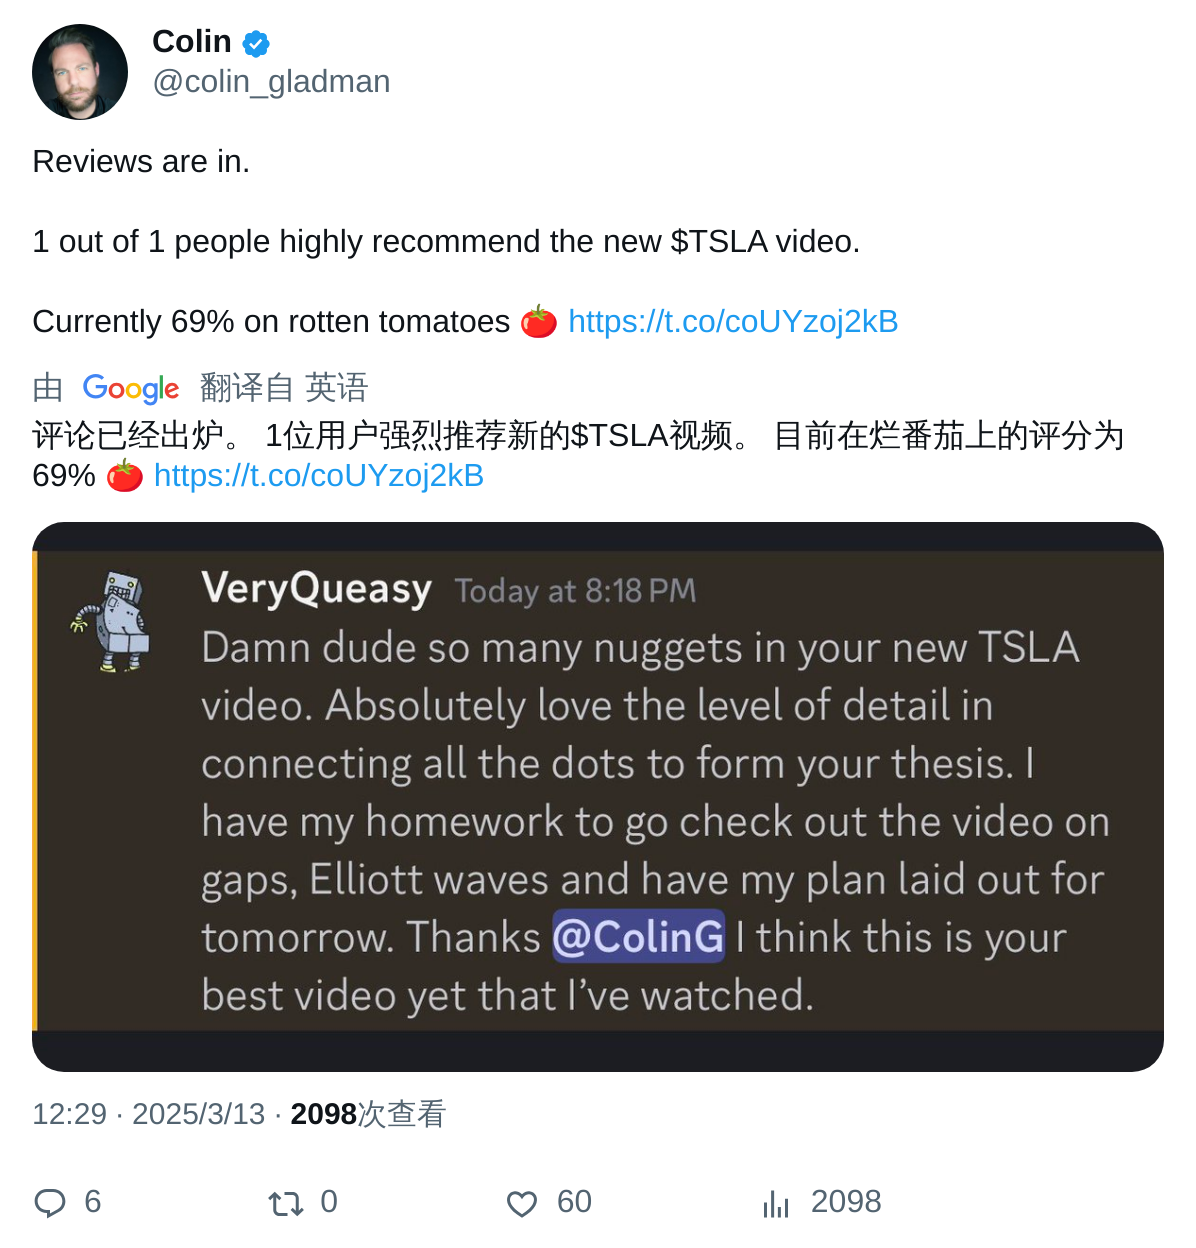 Colin
@colin_gladman
Reviews are in.
1 out of 1 people highly recommend the new $TSLA video.
Currently 69% on rotten tomatoes 🍅 https://t.co/coUYzoj2kB
由 Google 翻译自 英语
评论已经出炉。 1位用户强烈推荐新的$TSLA视频。 目前在烂番茄上的评分为
69% 🍅 https://t.co/coUYzoj2kB
VeryQueasy Today at 8:18 PM
Damn dude so many nuggets in your new TSLA
video. Absolutely love the level of detail in
connecting all the dots to form your thesis. I
have my homework to go check out the video on
gaps, Elliott waves and have my plan laid out for
tomorrow. Thanks @ColinG I think this is your
best video yet that I’ve watched.
12:29 · 2025/3/13 · 2098次查看
6 0 60 2098